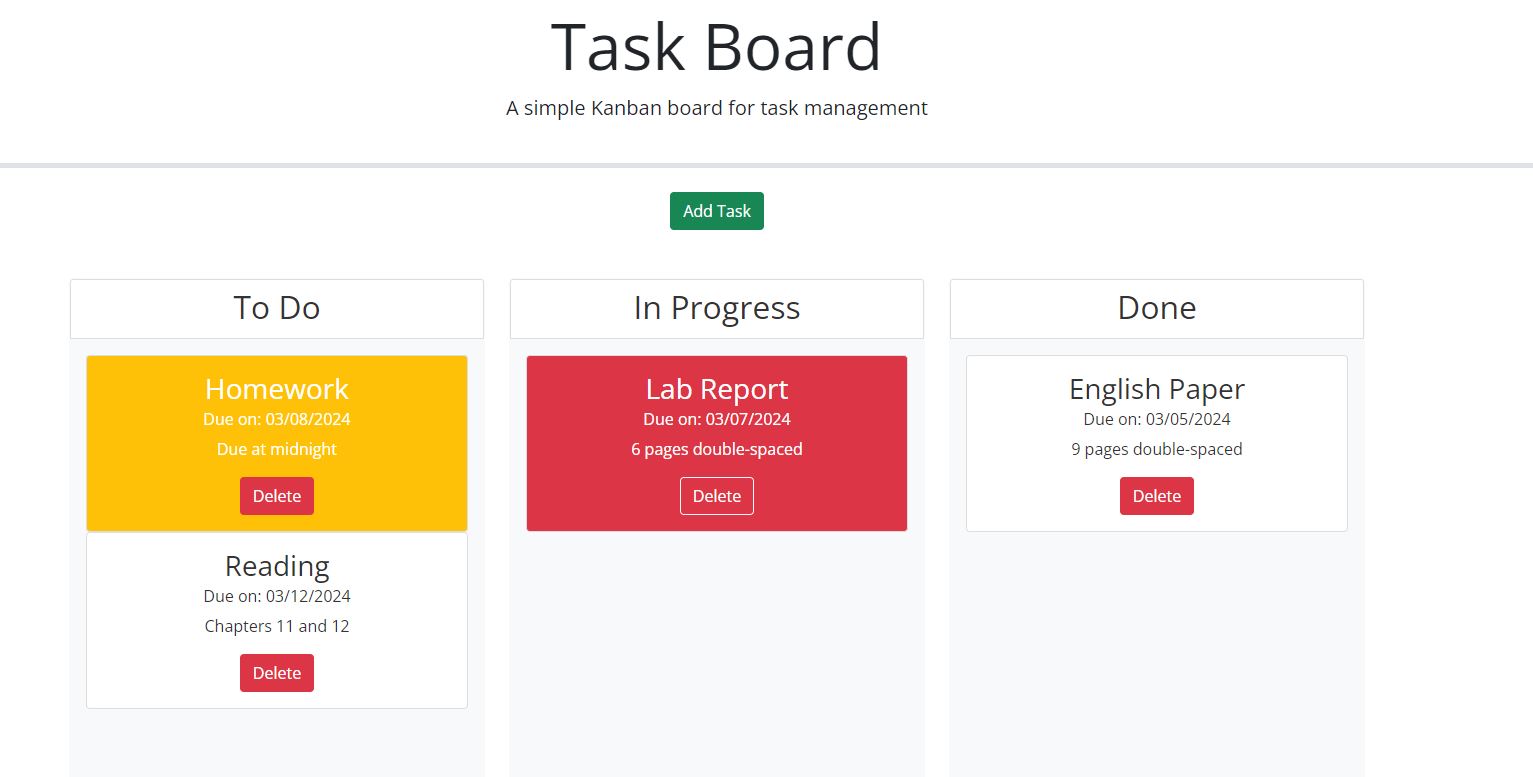 Task Board
A simple Kanban board for task management
Add Task
To Do
Homework
Due on: 03/08/2024
Due at midnight
Delete
Reading
Due on: 03/12/2024
Chapters 11 and 12
Delete
In Progress
Lab Report
Due on: 03/07/2024
6 pages double-spaced
Delete
Done
English Paper
Due on: 03/05/2024
9 pages double-spaced
Delete